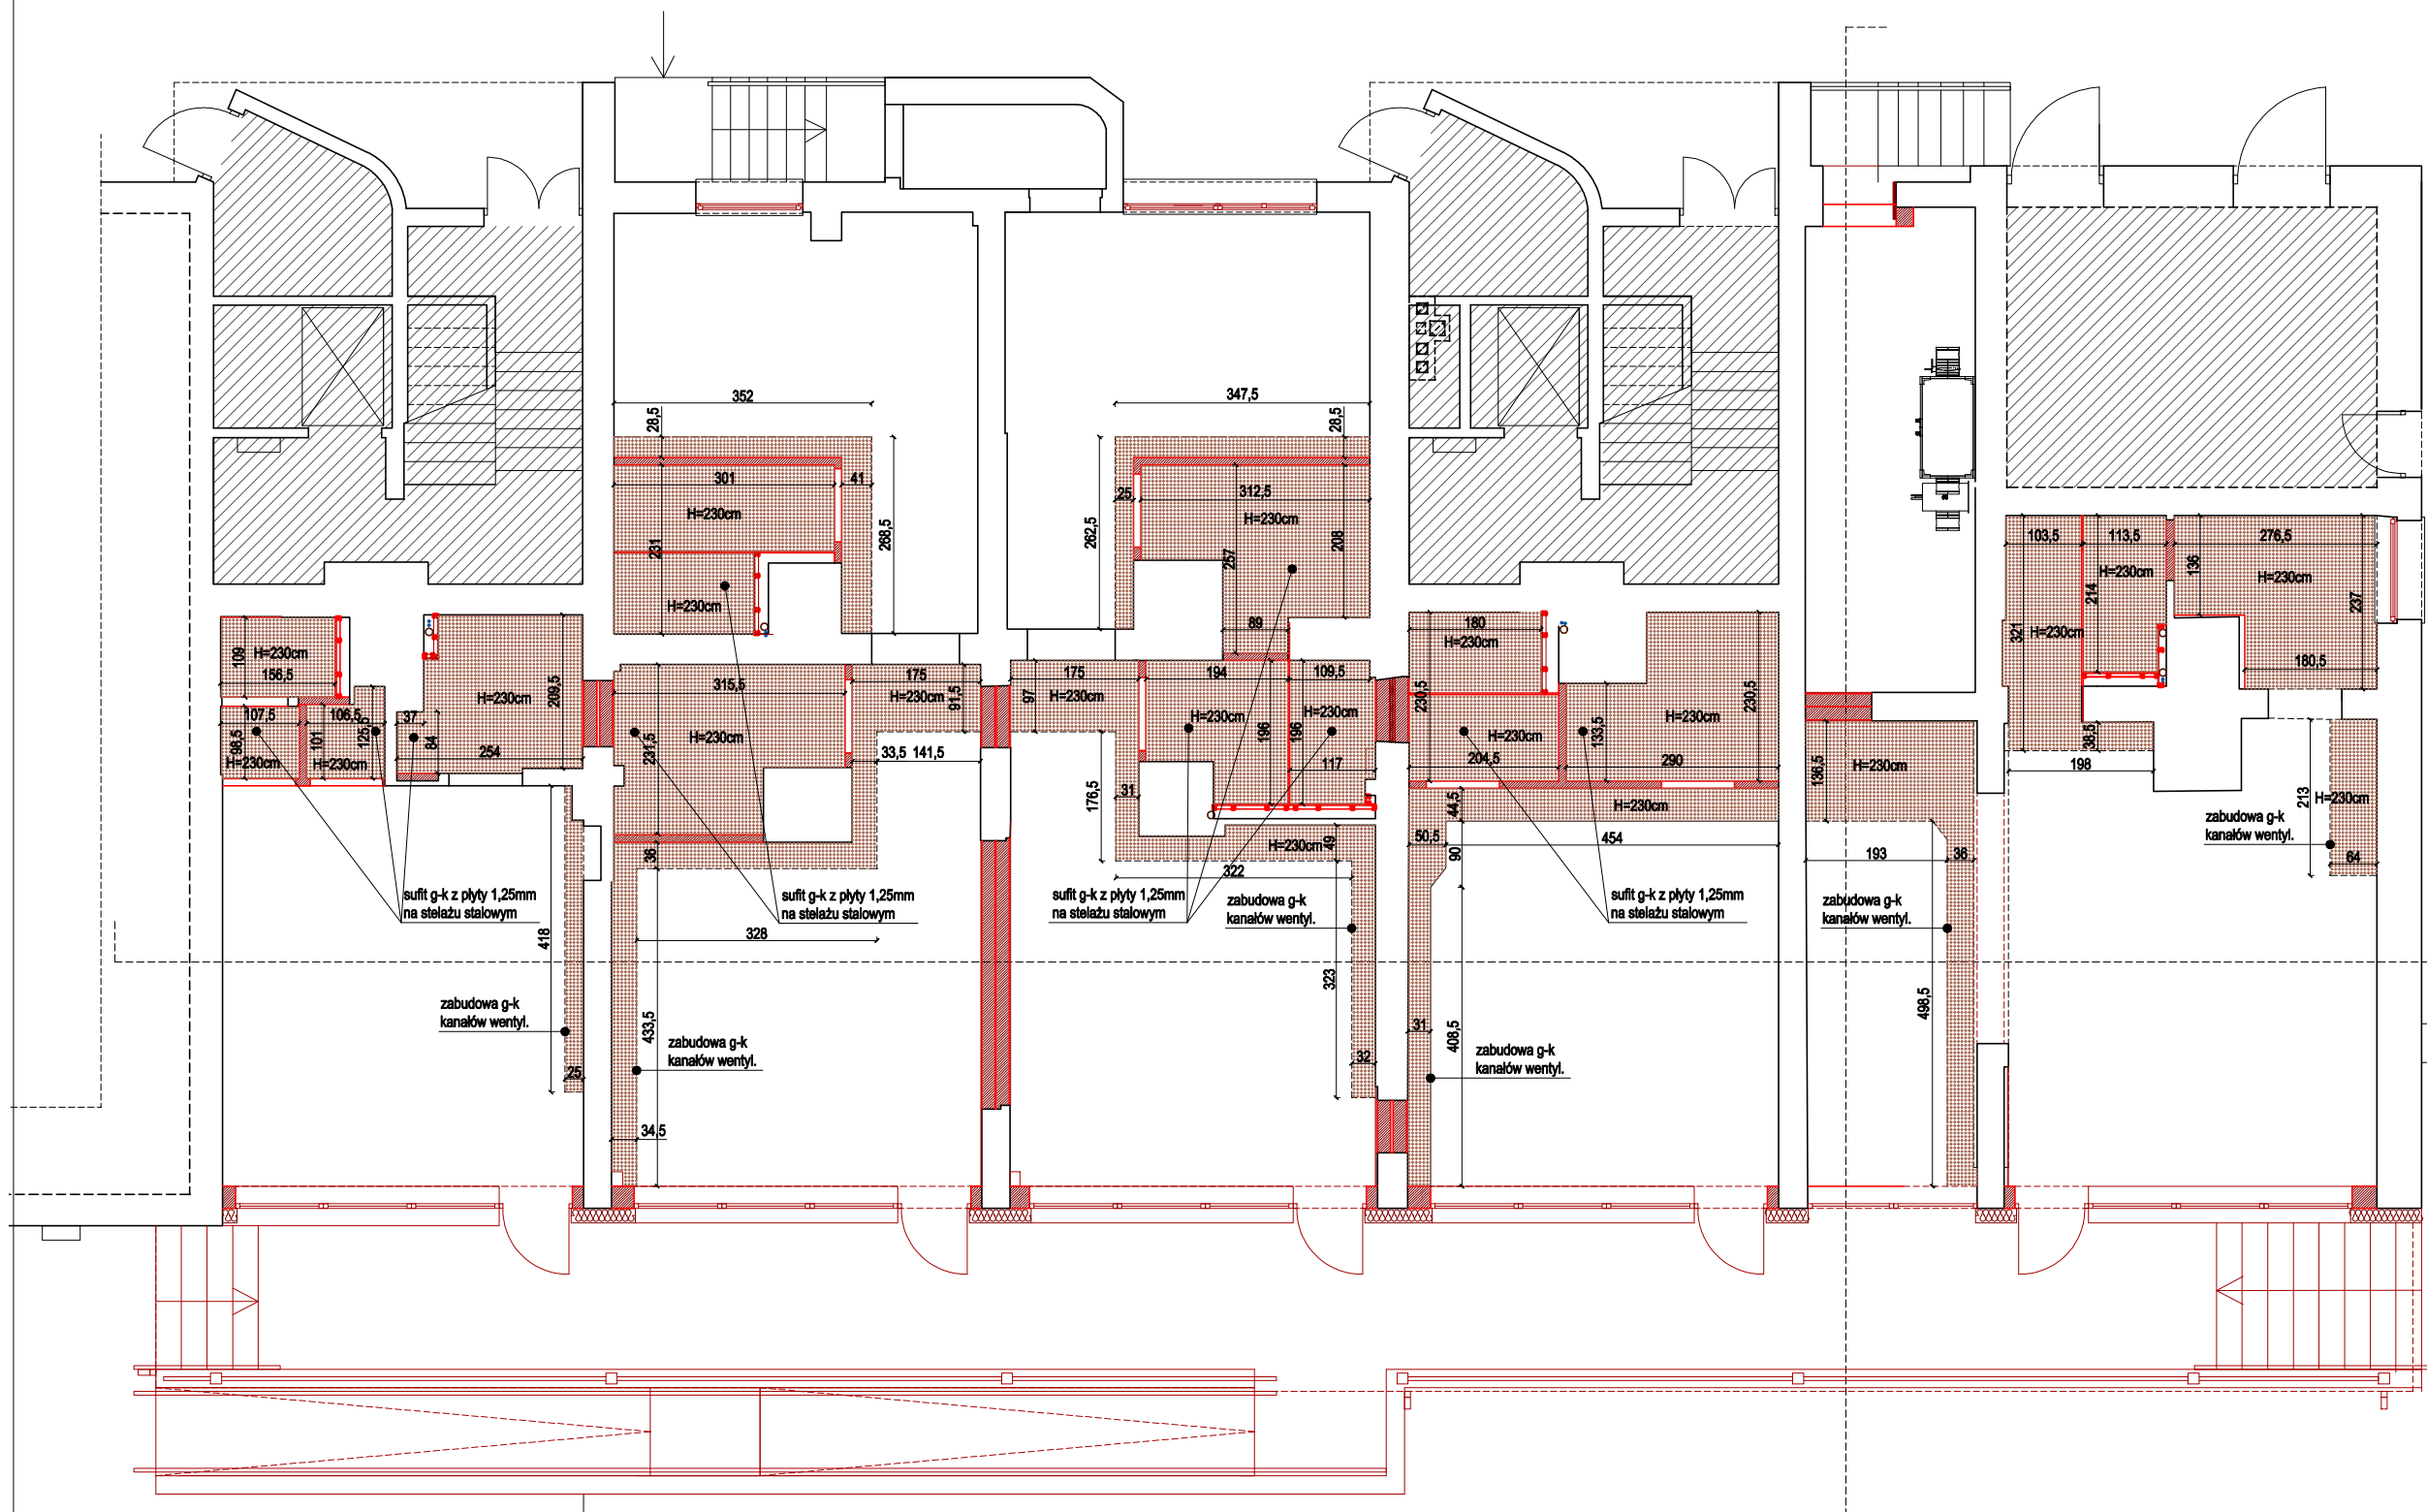 352
347,5
28,5
28,5
301
41
25
312,5
H=230cm
H=230cm
231
268,5
262,5
257
208
103,5
113,5
276,5
136
H=230cm
H=230cm
214
237
H=230cm
H=230cm
321
89
180
H=230cm
109
H=230cm
156,5
H=230cm
209,5
315,5
175
H=230cm
91,5
175
H=230cm
97
194
109,5
H=230cm
H=230cm
196
196
230,5
133,5
H=230cm
230,5
180,5
107,5
106,5
37
98,5
101
125,5
84
254
H=230cm
H=230cm
H=230cm
231,5
33,5
141,5
117
H=230cm
204,5
290
136,5
H=230cm
38,5
198
176,5
31
44,5
H=230cm
213
H=230cm
zabudowa g-k
kanałów wentyl.
36
H=230cm
49
50,5
90
454
193
36
64
322
sufit g-k z płyty 1,25mm
na stelażu stalowym
sufit g-k z płyty 1,25mm
na stelażu stalowym
sufit g-k z płyty 1,25mm
na stelażu stalowym
zabudowa g-k
kanałów wentyl.
sufit g-k z płyty 1,25mm
na stelażu stalowym
zabudowa g-k
kanałów wentyl.
418
328
323
zabudowa g-k
kanałów wentyl.
433,5
zabudowa g-k
kanałów wentyl.
31
408,5
zabudowa g-k
kanałów wentyl.
498,5
25
32
34,5